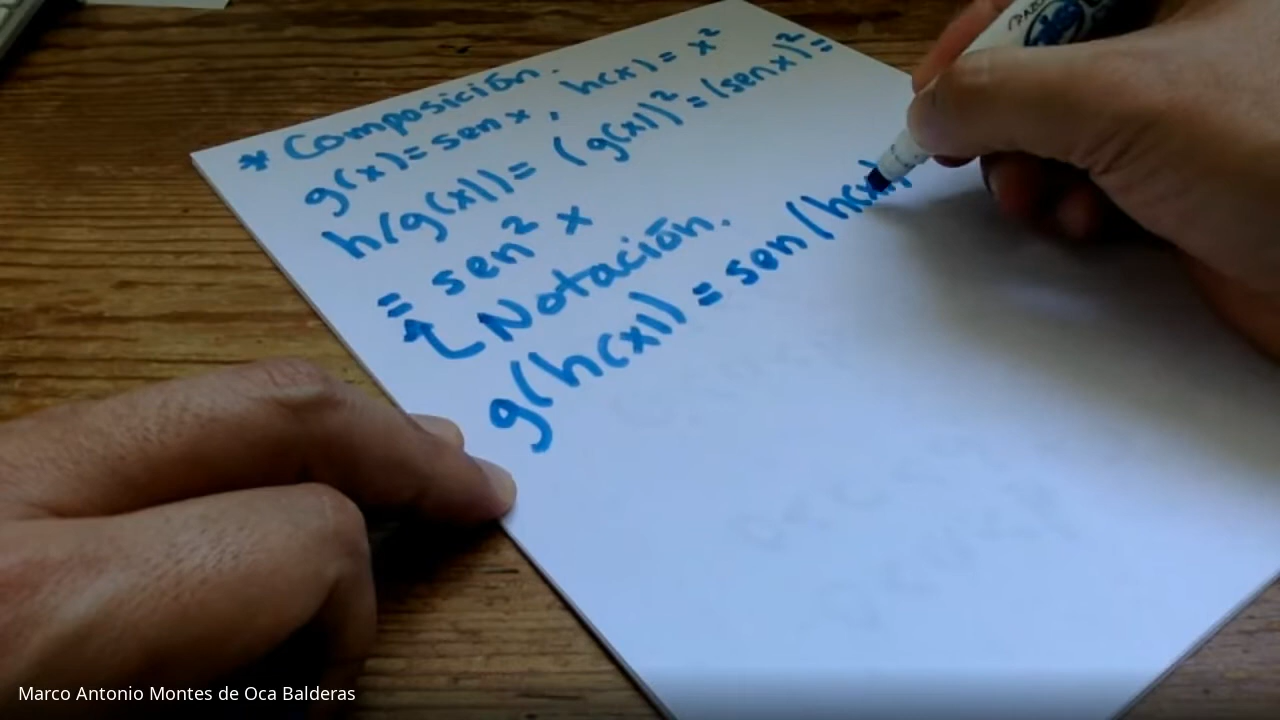 * Composición.
g(x) = sen x, h(x) = x²
h(g(x)) = (g(x))² = (sen x)² =
= sen² x
Notación.
g(h(x)) = sen(h(x))
Marco Antonio Montes de Oca Balderas